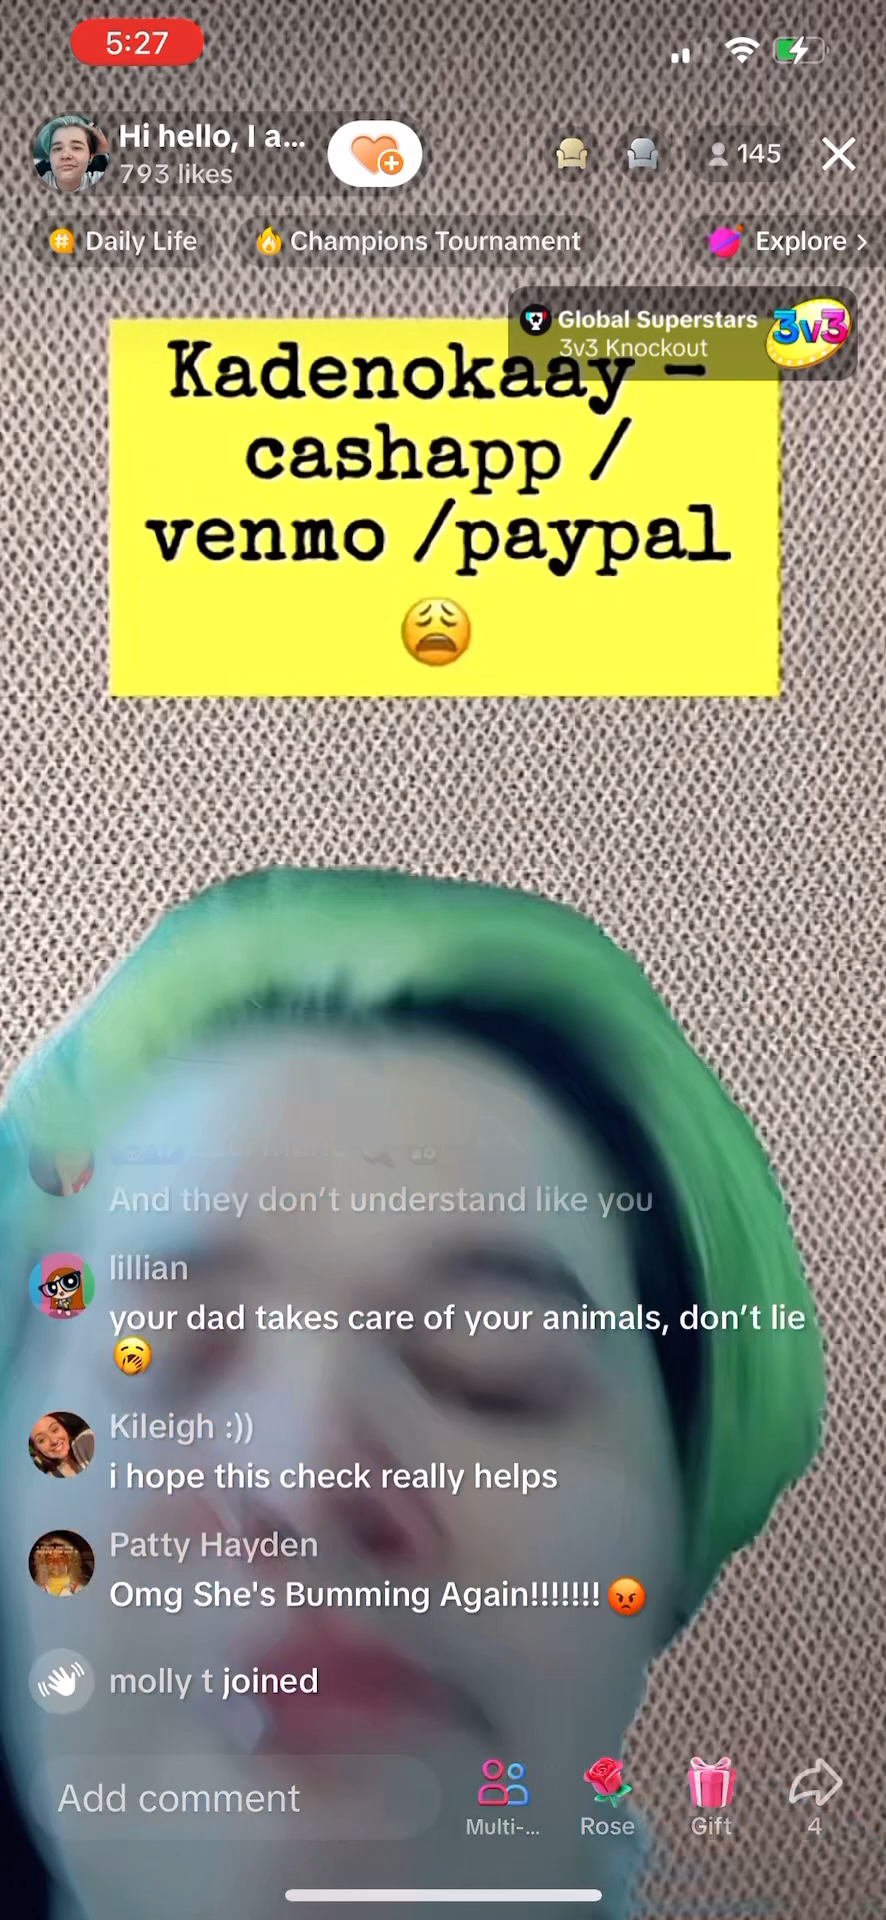 5:27
Hi hello, I a...
793 likes
145
Daily Life
Champions Tournament
Explore >
Global Superstars
3v3
3v3 Knockout
Kadenokaay -
cashapp /
venmo /paypal
😩
And they don’t understand like you
lillian
your dad takes care of your animals, don’t lie
🥱
Kileigh :))
i hope this check really helps
Patty Hayden
Omg She's Bumming Again!!!!!!! 😡
molly t joined
Add comment
Multi-...
Rose
Gift
4